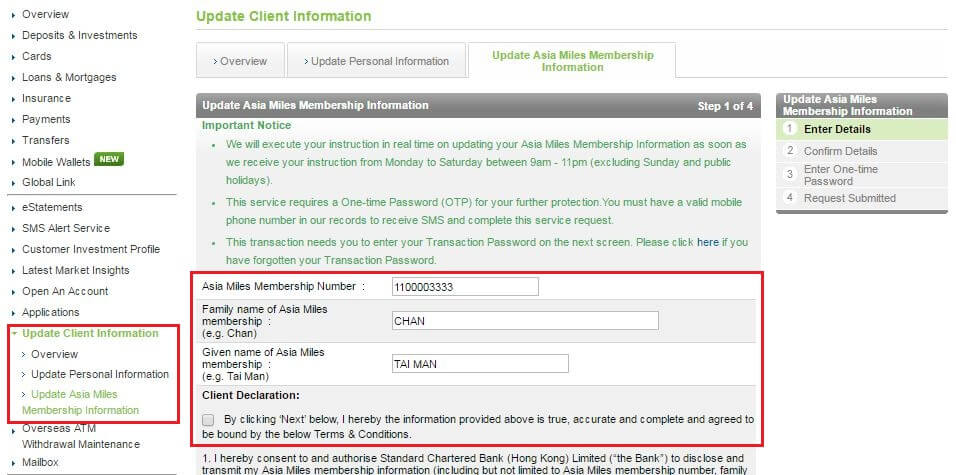 Overview
Deposits & Investments
Cards
Loans & Mortgages
Insurance
Payments
Transfers
Mobile Wallets NEW
Global Link
eStatements
SMS Alert Service
Customer Investment Profile
Latest Market Insights
Open An Account
Applications
Update Client Information
Overview
Update Personal Information
Update Asia Miles
Membership Information
Overseas ATM
Withdrawal Maintenance
Mailbox
Update Client Information
Overview
Update Personal Information
Update Asia Miles Membership
Information
Update Asia Miles Membership Information Step 1 of 4
Important Notice
We will execute your instruction in real time on updating your Asia Miles Membership Information as soon as
we receive your instruction from Monday to Saturday between 9am - 11pm (excluding Sunday and public
holidays).
This service requires a One-time Password (OTP) for your further protection.You must have a valid mobile
phone number in our records to receive SMS and complete this service request.
This transaction needs you to enter your Transaction Password on the next screen. Please click here if you
have forgotten your Transaction Password.
Asia Miles Membership Number : 1100003333
Family name of Asia Miles
membership :
(e.g. Chan)
CHAN
Given name of Asia Miles
membership :
(e.g. Tai Man)
TAI MAN
Client Declaration:
By clicking 'Next' below, I hereby the information provided above is true, accurate and complete and agreed to
be bound by the below Terms & Conditions.
1. I hereby consent to and authorise Standard Chartered Bank (Hong Kong) Limited ("the Bank") to disclose and
transmit my Asia Miles membership information (including but not limited to Asia Miles membership number, family
Update Asia Miles
Membership Information
1 Enter Details
2 Confirm Details
3 Enter One-time
Password
4 Request Submitted